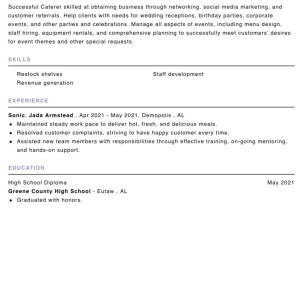 Successful Caterer skilled at obtaining business through networking, social media marketing, and
customer referrals. Help clients with needs for wedding receptions, birthday parties, corporate
events, and other parties and celebrations. Manage all aspects of events, including menu design,
staff hiring, equipment rentals, and comprehensive planning to successfully meet customers' desires
for event themes and other special requests.
SKILLS
Restock shelves Staff development
Revenue generation
EXPERIENCE
Sonic. Jada Armstead , Apr 2021 - May 2021, Demopolis , AL
● Maintained steady work pace to deliver hot, fresh, and delicious meals.
● Resolved customer complaints, striving to have happy customer every time.
● Assisted new team members with responsibilities through effective training, on-going mentoring,
and hands-on support.
EDUCATION
High School Diploma May 2021
Greene County High School - Eutaw , AL
● Graduated with honors.